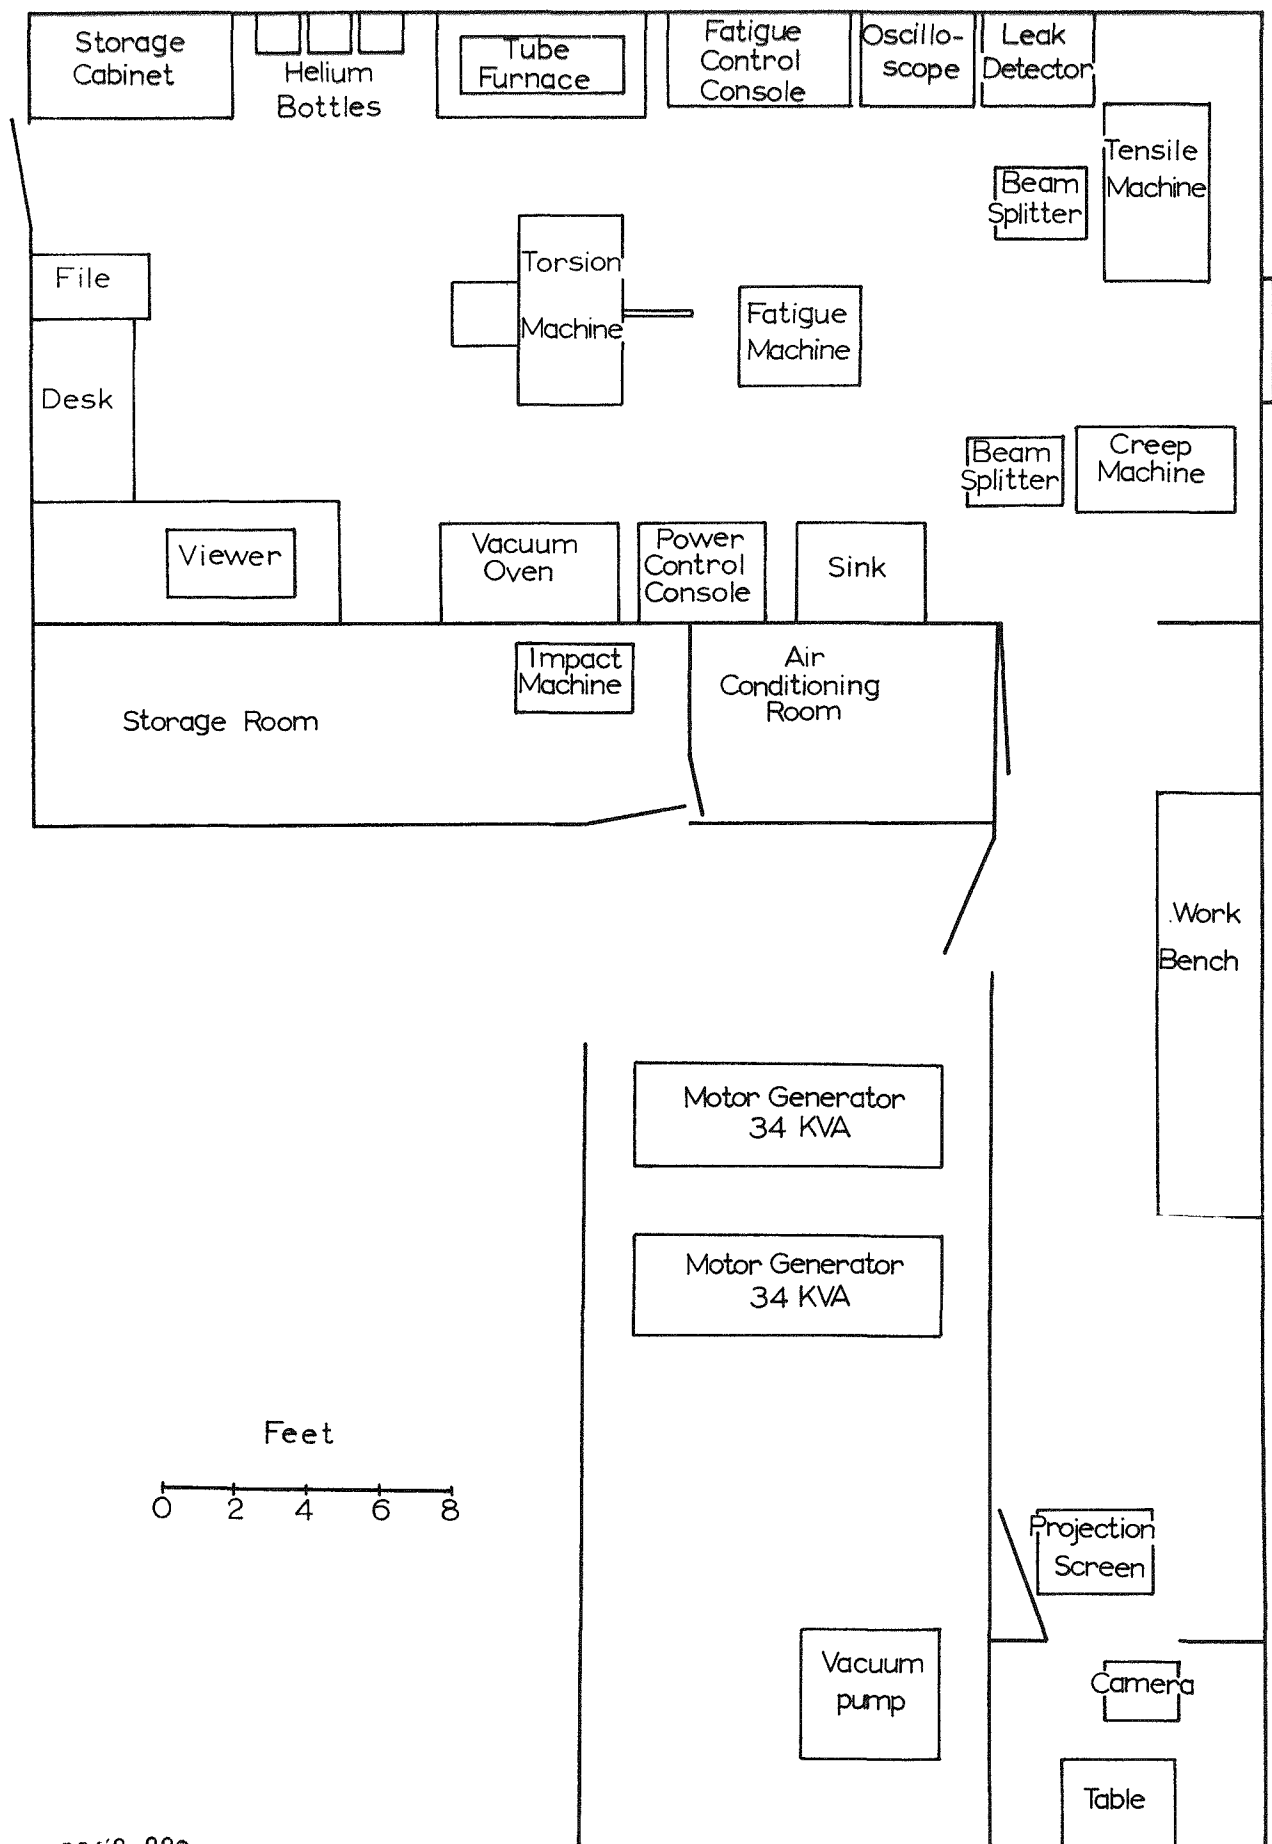 Storage
Cabinet
Helium
Bottles
Tube
Furnace
Fatigue
Control
Console
Oscillo-
scope
Leak
Detector
Tensile
Machine
Beam
Splitter
File
Torsion
Machine
Fatigue
Machine
Desk
Beam
Splitter
Creep
Machine
Viewer
Vacuum
Oven
Power
Control
Console
Sink
Impact
Machine
Air
Conditioning
Room
Storage Room
Work
Bench
Motor Generator
34 KVA
Motor Generator
34 KVA
Feet
0 2 4 6 8
Projection
Screen
Vacuum
pump
Camera
Table